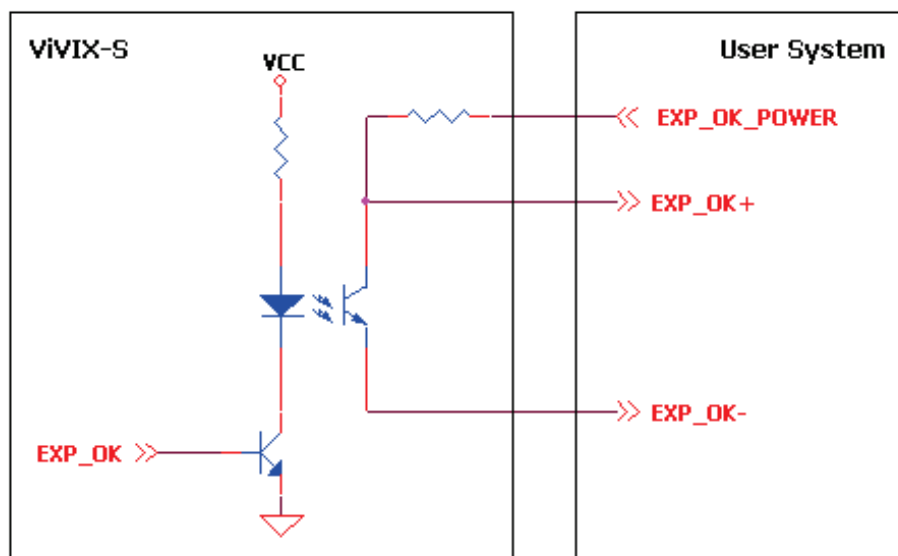 ViVIX-S
User System
VCC
EXP_OK_POWER
EXP_OK+
EXP_OK-
EXP_OK